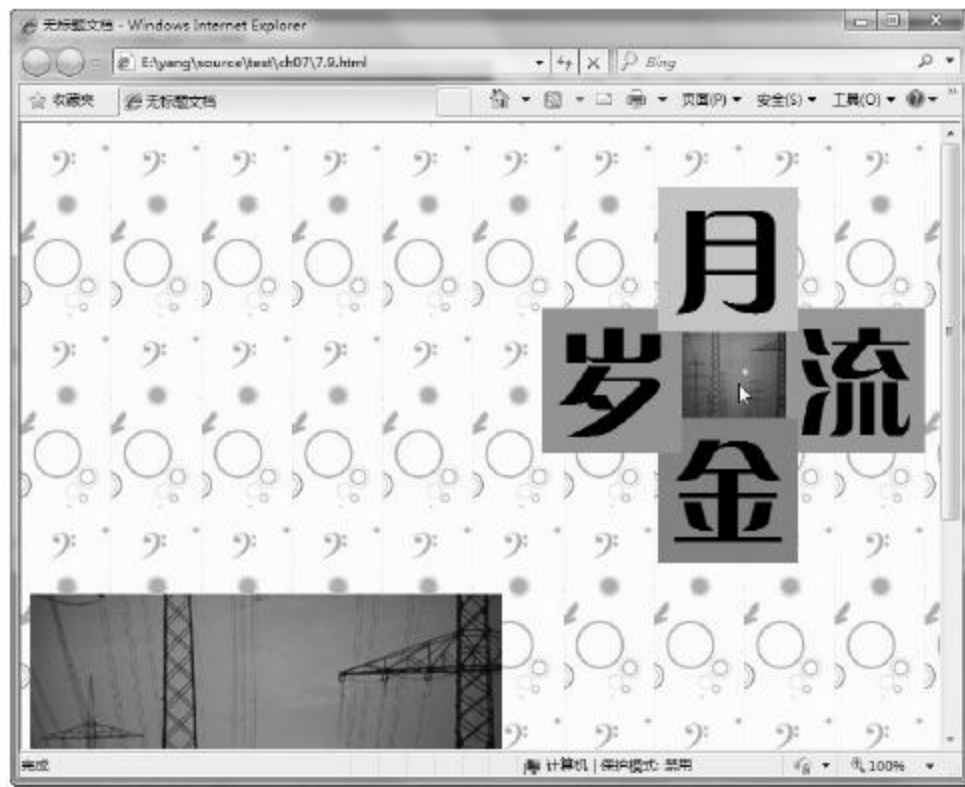 无标题文档 - Windows Internet Explorer
E:\yang\source\test\ch07\7.9.html
Bing
收藏夹 无标题文档 页面(P) 安全(S) 工具(O)
月
岁 流
金
完成 计算机 | 保护模式: 禁用 100%